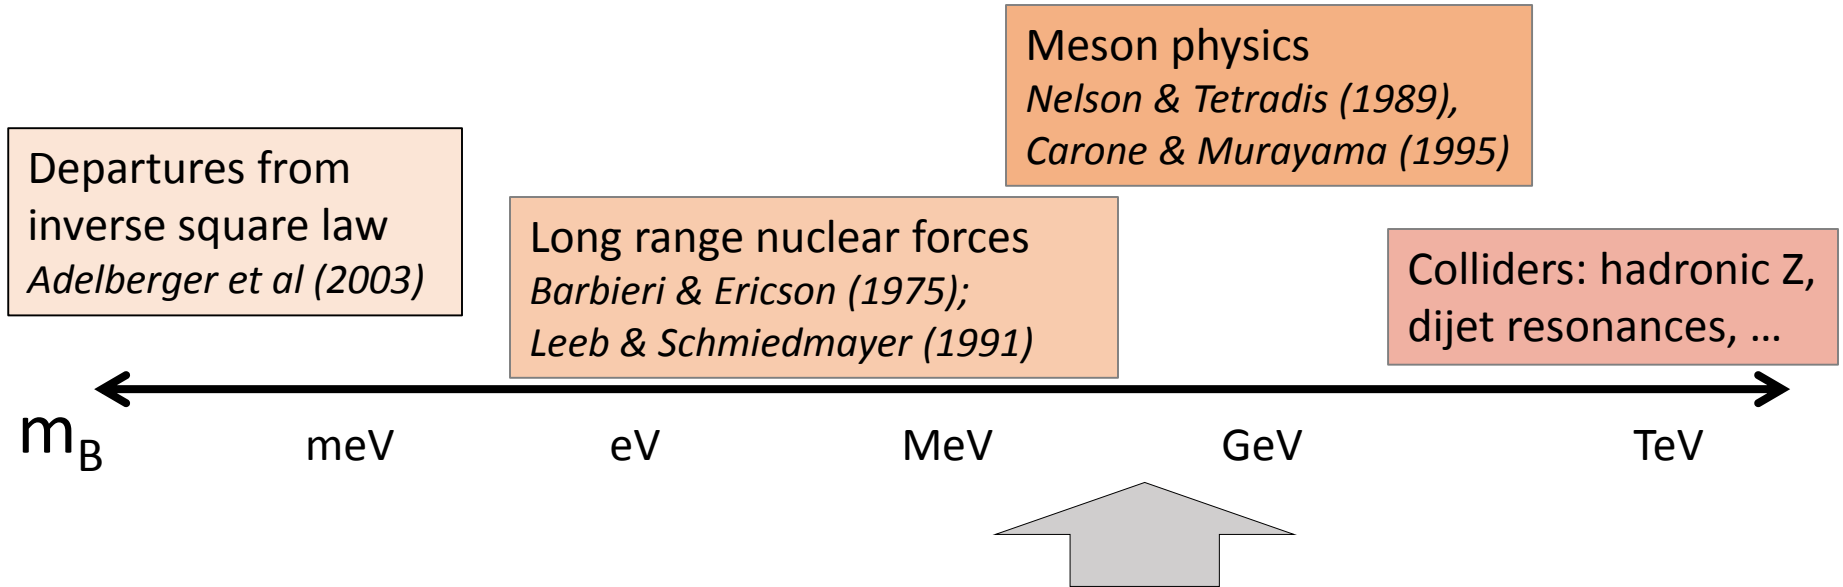 Meson physics
Nelson & Tetradis (1989),
Carone & Murayama (1995)
Departures from
inverse square law
Adelberger et al (2003)
Long range nuclear forces
Barbieri & Ericson (1975);
Leeb & Schmiedmayer (1991)
Colliders: hadronic Z,
dijet resonances, ...
m_B meV eV MeV GeV TeV